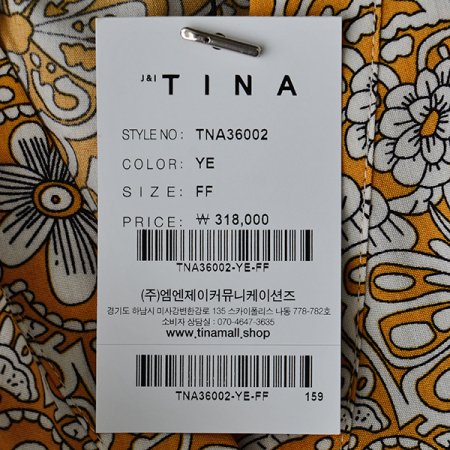 J&I TINA
STYLE NO: TNA36002
COLOR: YE
SIZE: FF
PRICE: ₩ 318,000
TNA36002-YE-FF
(주)엠엔제이커뮤니케이션즈
경기도 하남시 미사강변한강로 135 스카이폴리스 나동 778-782호
소비자 상담실 : 070-4647-3635
www.tinamall.shop
TNA36002-YE-FF 159